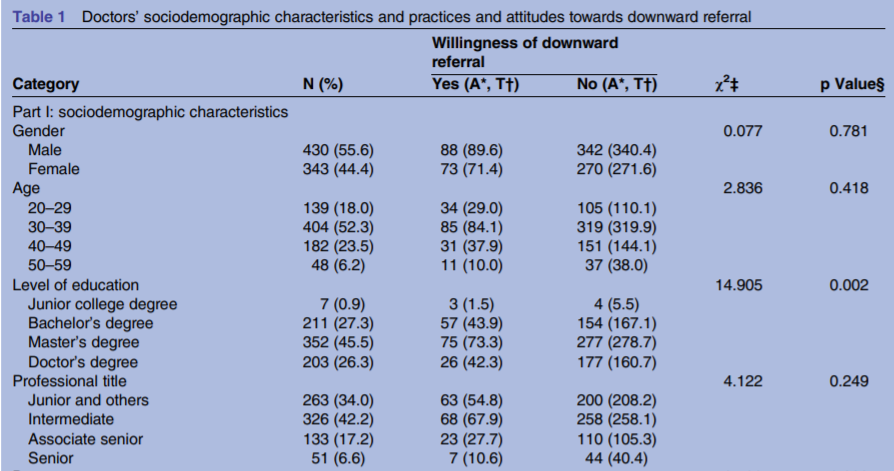 Table 1 Doctors' sociodemographic characteristics and practices and attitudes towards downward referral
Willingness of downward
referral
Category N (%) Yes (A*, T†) No (A*, T†) χ²‡ p Value§
Part I: sociodemographic characteristics
Gender 0.077 0.781
Male 430 (55.6) 88 (89.6) 342 (340.4)
Female 343 (44.4) 73 (71.4) 270 (271.6)
Age 2.836 0.418
20–29 139 (18.0) 34 (29.0) 105 (110.1)
30–39 404 (52.3) 85 (84.1) 319 (319.9)
40–49 182 (23.5) 31 (37.9) 151 (144.1)
50–59 48 (6.2) 11 (10.0) 37 (38.0)
Level of education 14.905 0.002
Junior college degree 7 (0.9) 3 (1.5) 4 (5.5)
Bachelor's degree 211 (27.3) 57 (43.9) 154 (167.1)
Master's degree 352 (45.5) 75 (73.3) 277 (278.7)
Doctor's degree 203 (26.3) 26 (42.3) 177 (160.7)
Professional title 4.122 0.249
Junior and others 263 (34.0) 63 (54.8) 200 (208.2)
Intermediate 326 (42.2) 68 (67.9) 258 (258.1)
Associate senior 133 (17.2) 23 (27.7) 110 (105.3)
Senior 51 (6.6) 7 (10.6) 44 (40.4)